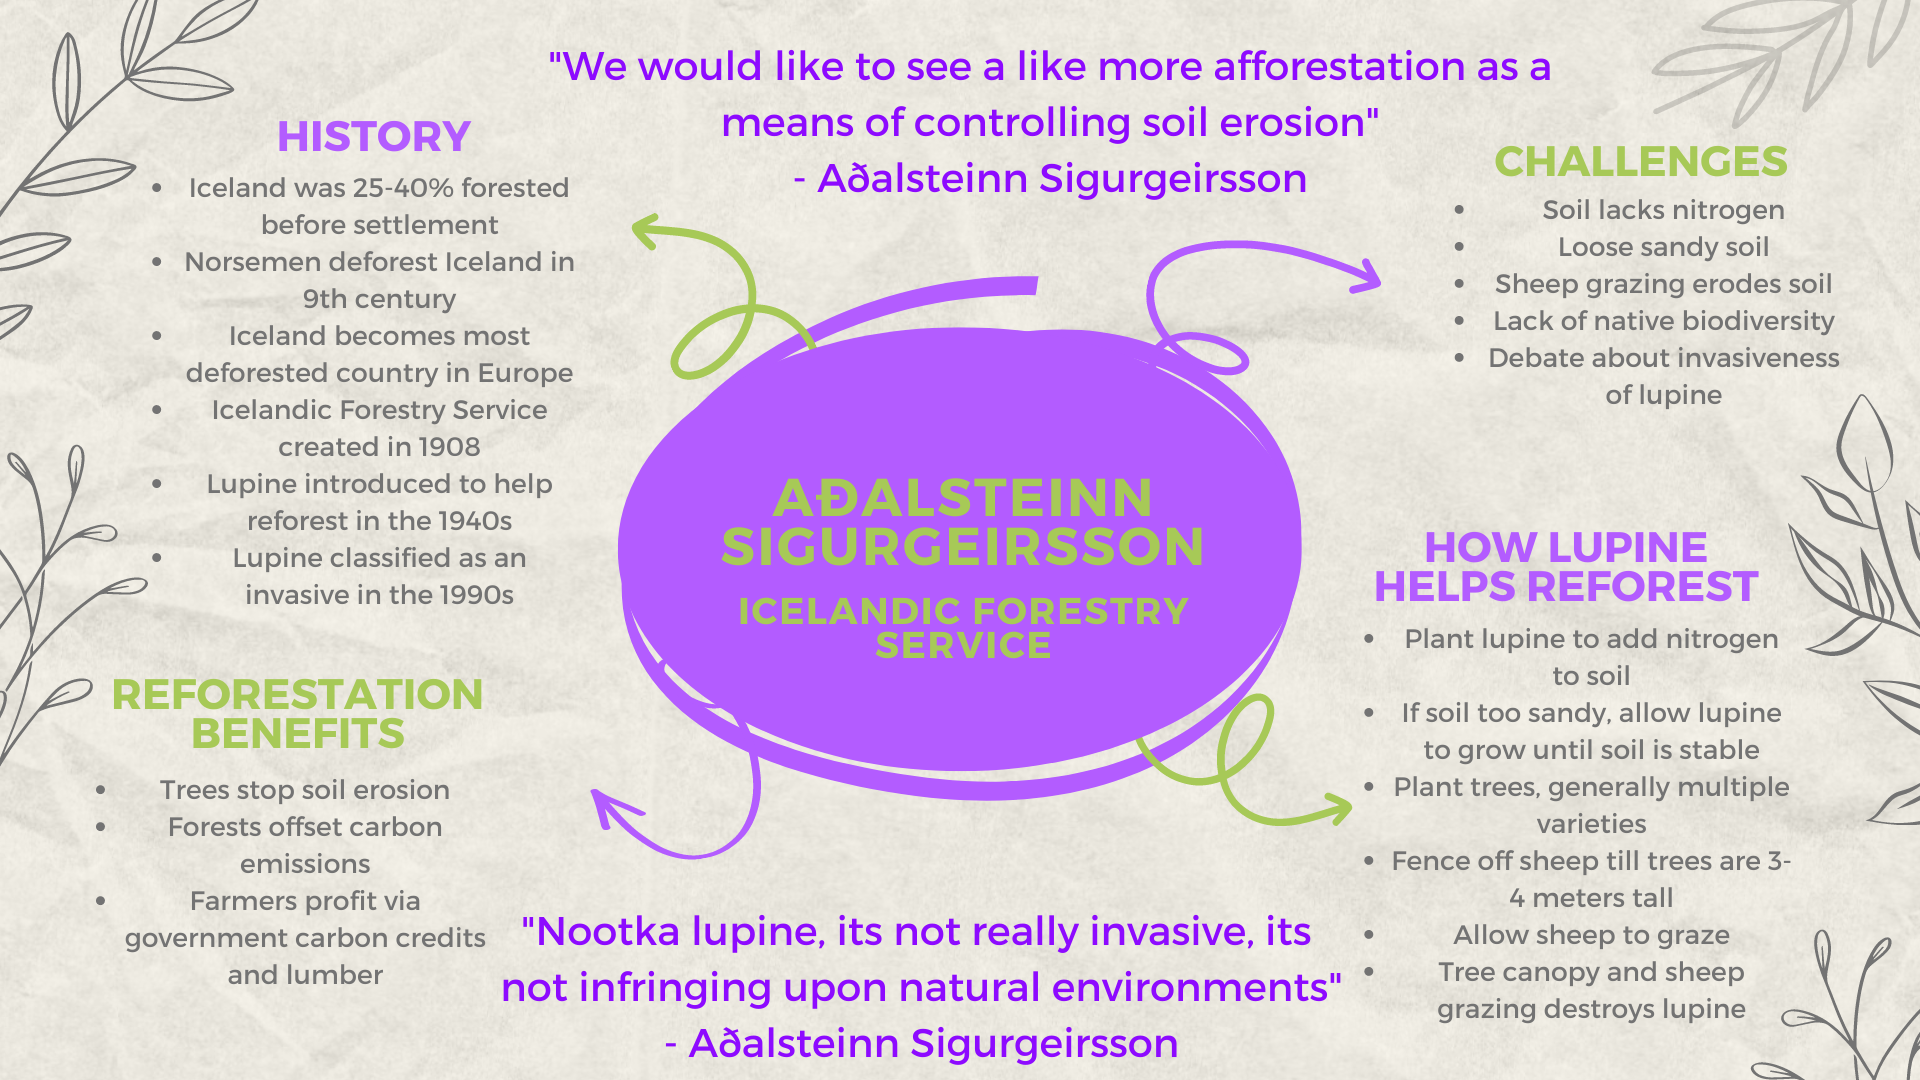 "We would like to see a like more afforestation as a
means of controlling soil erosion"
- Aðalsteinn Sigurgeirsson
HISTORY
• Iceland was 25-40% forested
before settlement
• Norsemen deforest Iceland in
9th century
• Iceland becomes most
deforested country in Europe
• Icelandic Forestry Service
created in 1908
• Lupine introduced to help
reforest in the 1940s
• Lupine classified as an
invasive in the 1990s
CHALLENGES
• Soil lacks nitrogen
• Loose sandy soil
• Sheep grazing erodes soil
• Lack of native biodiversity
• Debate about invasiveness
of lupine
AÐALSTEINN
SIGURGEIRSSON
ICELANDIC FORESTRY
SERVICE
REFORESTATION
BENEFITS
• Trees stop soil erosion
• Forests offset carbon
emissions
• Farmers profit via
government carbon credits
and lumber
HOW LUPINE
HELPS REFOREST
• Plant lupine to add nitrogen
to soil
• If soil too sandy, allow lupine
to grow until soil is stable
• Plant trees, generally multiple
varieties
• Fence off sheep till trees are 3-
4 meters tall
• Allow sheep to graze
• Tree canopy and sheep
grazing destroys lupine
"Nootka lupine, its not really invasive, its
not infringing upon natural environments"
- Aðalsteinn Sigurgeirsson